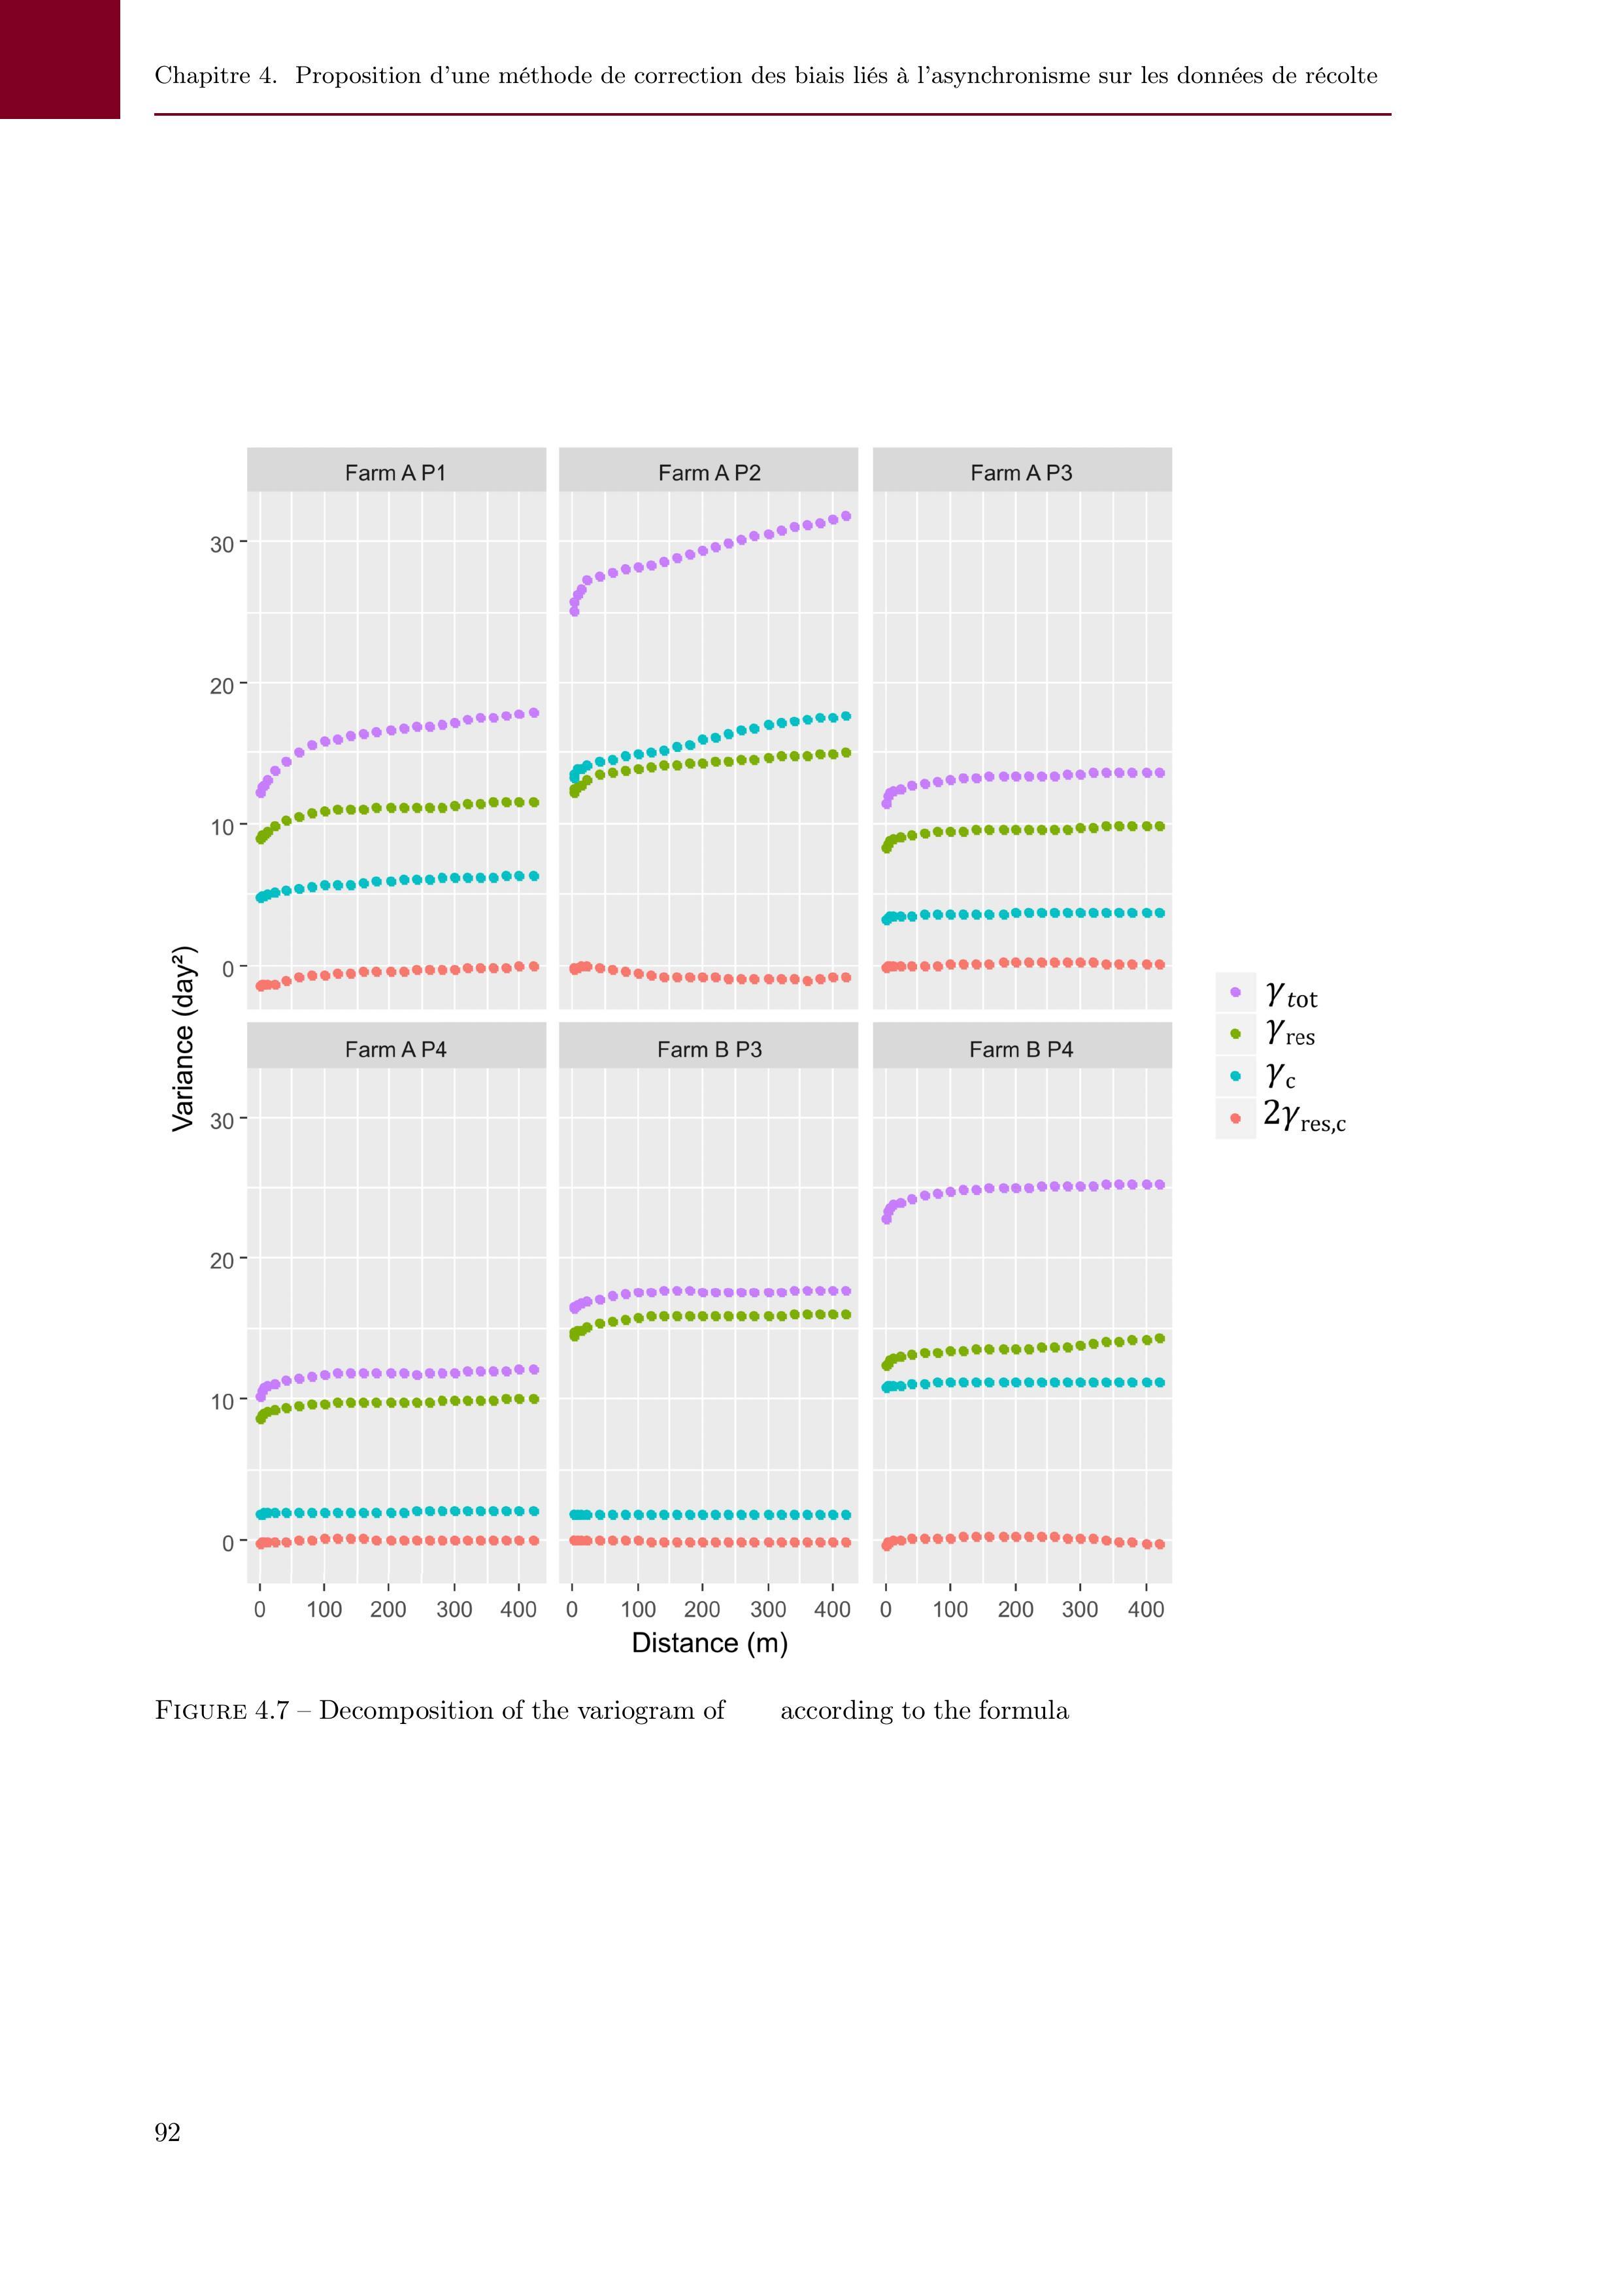 Chapitre 4. Proposition d'une méthode de correction des biais liés à l'asynchronisme sur les données de récolte
Farm A P1 Farm A P2 Farm A P3
30
20
10
0
Variance (day²)
γtot
γres
γc
2γres,c
Farm A P4 Farm B P3 Farm B P4
30
20
10
0
0 100 200 300 400 0 100 200 300 400 0 100 200 300 400
Distance (m)
FIGURE 4.7 – Decomposition of the variogram of according to the formula
92